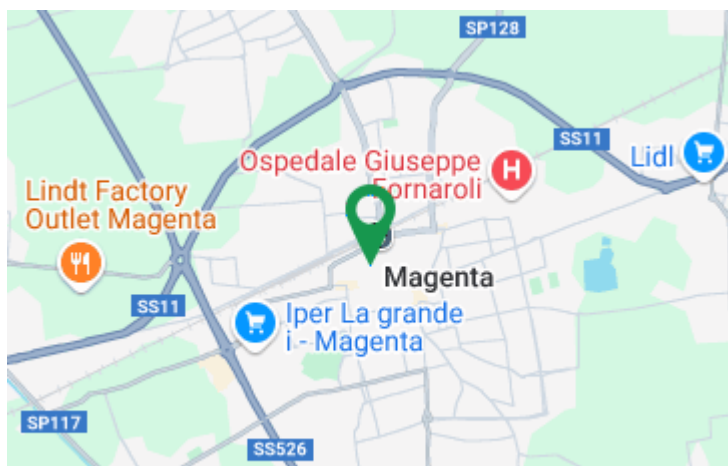 SP128
SS11
Ospedale Giuseppe
Fornaroli
H
Lidl
Lindt Factory
Outlet Magenta
Magenta
SS11
Iper La grande
i - Magenta
SP117
SS526